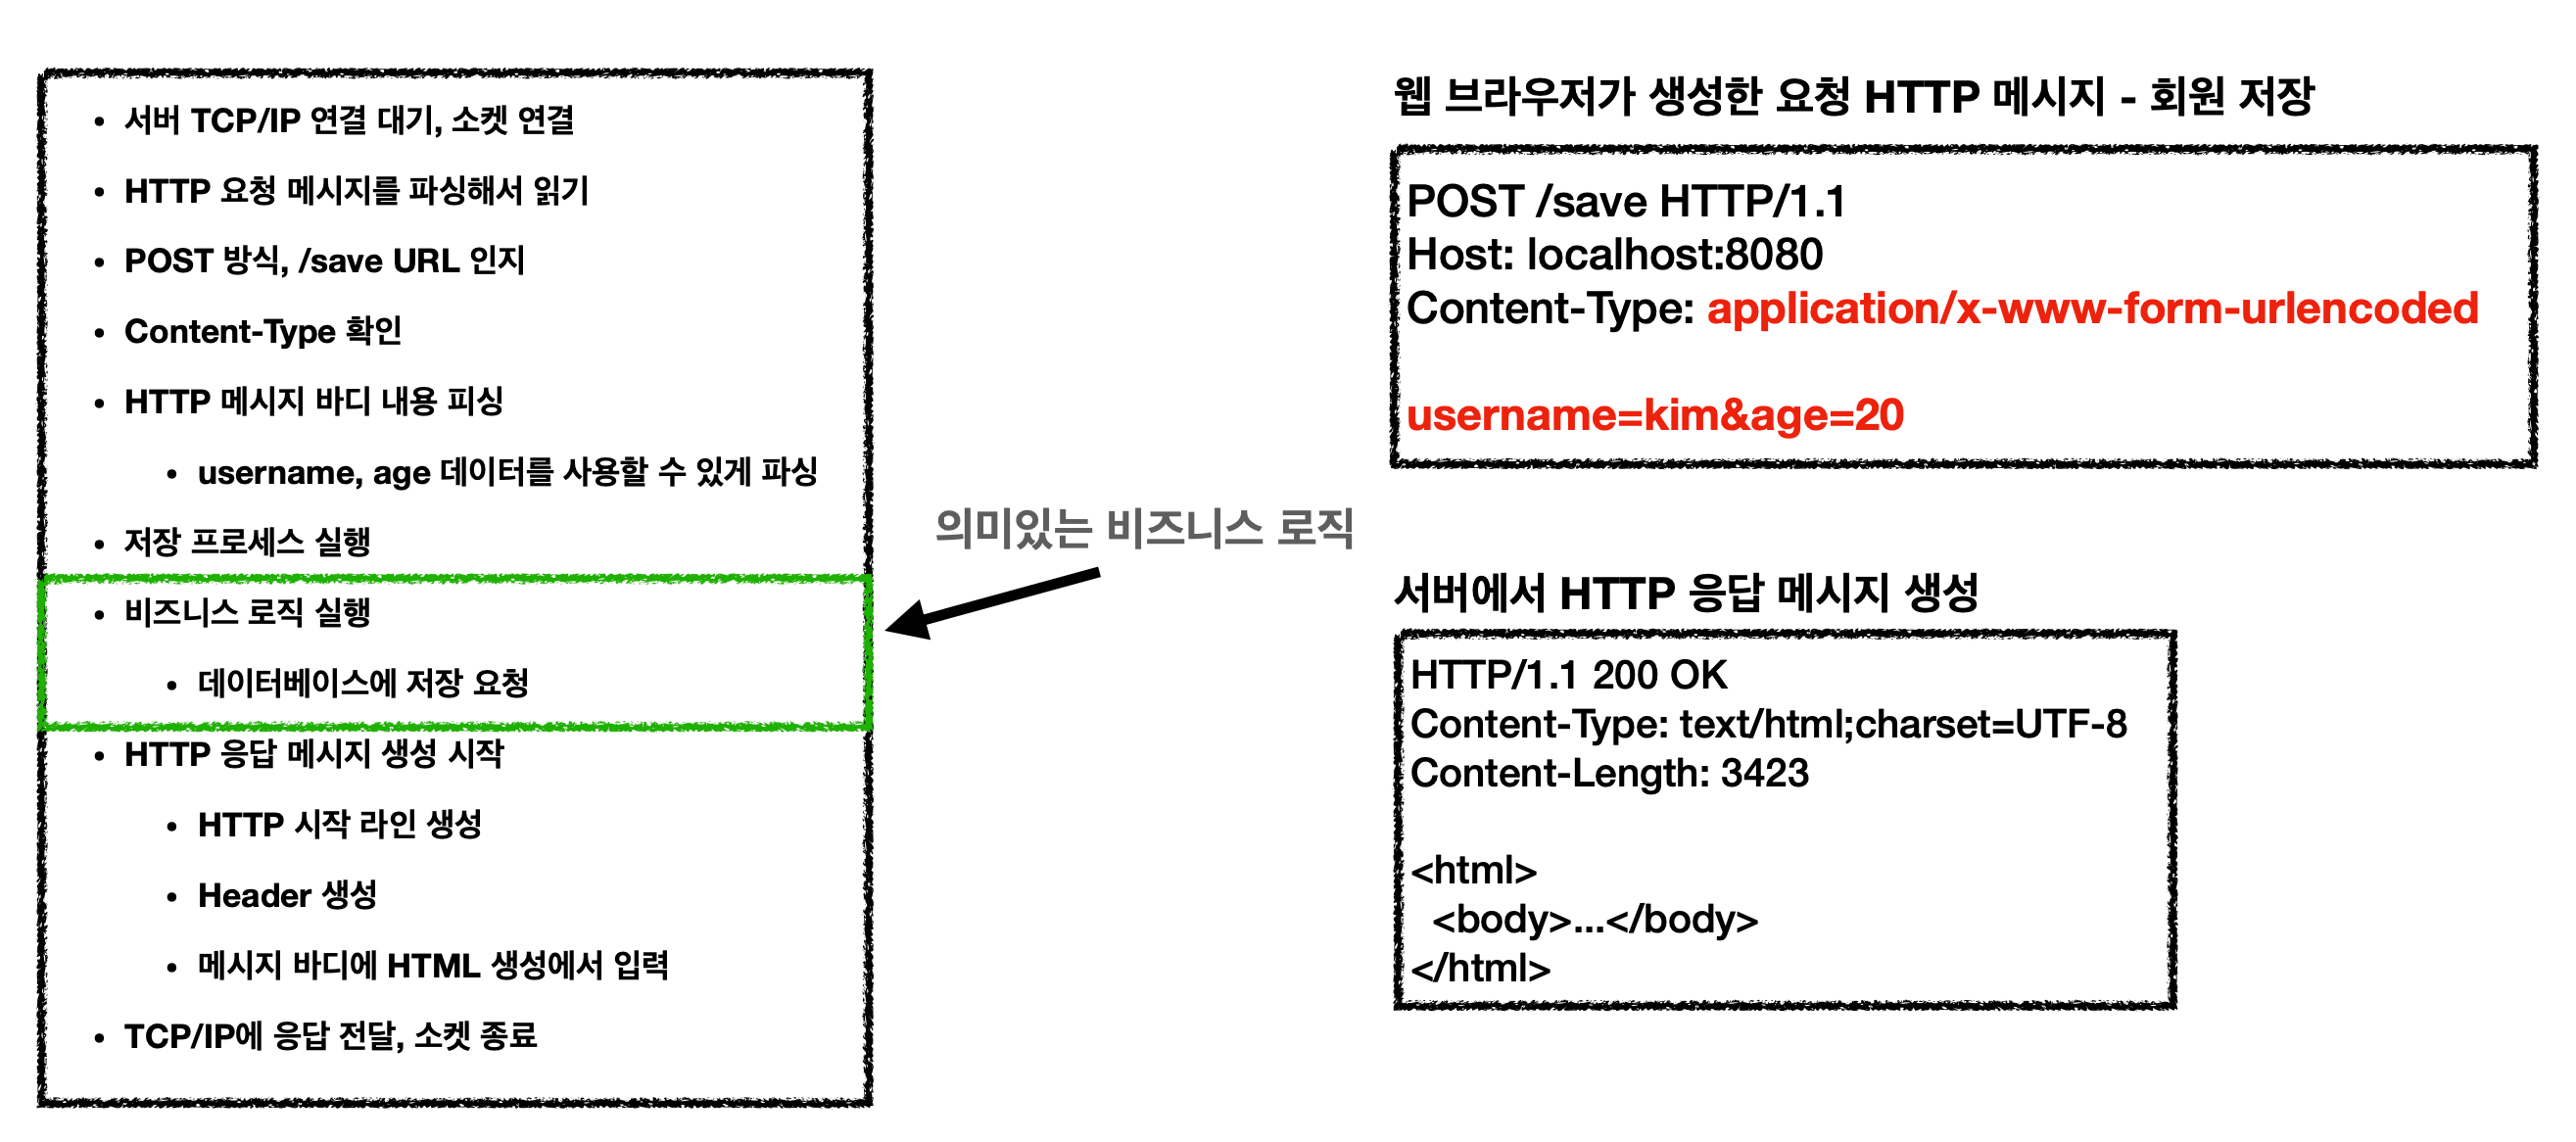 • 서버 TCP/IP 연결 대기, 소켓 연결
• HTTP 요청 메시지를 파싱해서 읽기
• POST 방식, /save URL 인지
• Content-Type 확인
• HTTP 메시지 바디 내용 피싱
• username, age 데이터를 사용할 수 있게 파싱
• 저장 프로세스 실행
• 비즈니스 로직 실행
• 데이터베이스에 저장 요청
• HTTP 응답 메시지 생성 시작
• HTTP 시작 라인 생성
• Header 생성
• 메시지 바디에 HTML 생성에서 입력
• TCP/IP에 응답 전달, 소켓 종료
의미있는 비즈니스 로직
웹 브라우저가 생성한 요청 HTTP 메시지 - 회원 저장
POST /save HTTP/1.1
Host: localhost:8080
Content-Type: application/x-www-form-urlencoded
username=kim&age=20
서버에서 HTTP 응답 메시지 생성
HTTP/1.1 200 OK
Content-Type: text/html;charset=UTF-8
Content-Length: 3423
<html>
<body>...</body>
</html>